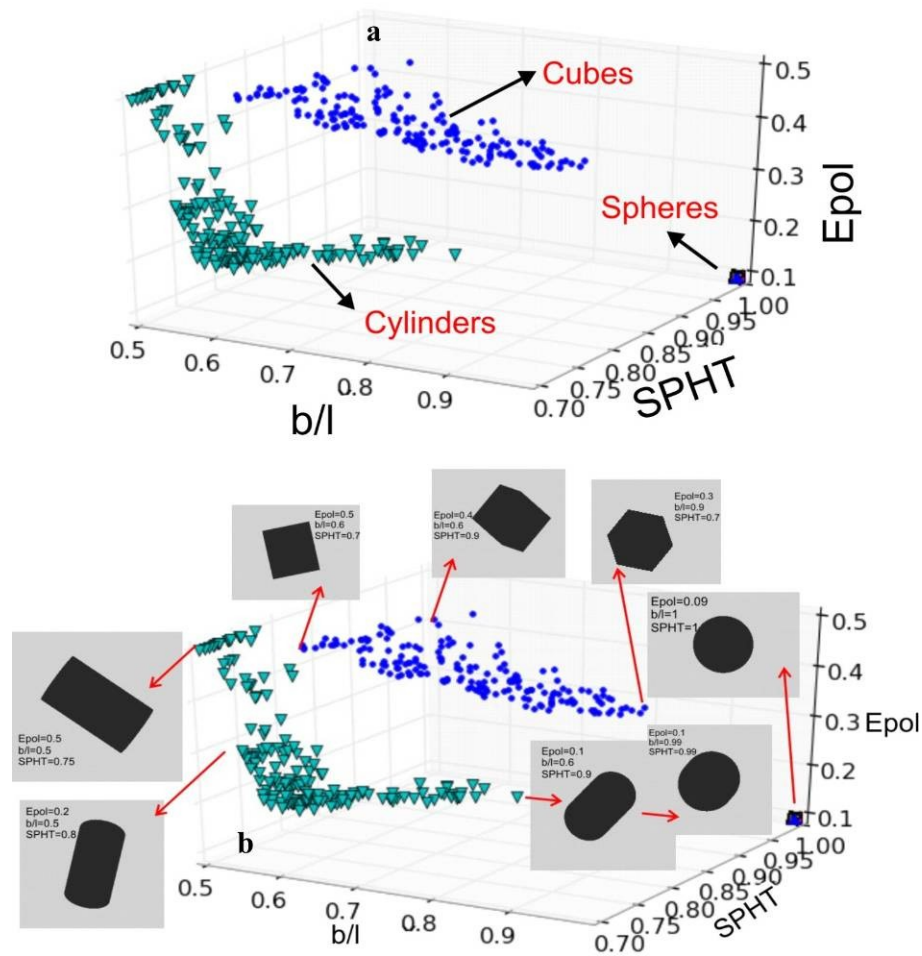 a
Cubes
Spheres
Cylinders
0.5
0.4
0.3
0.2
0.1
Epol
1.00
0.95
0.90
0.85
0.80
0.75
0.70
SPHT
0.5
0.6
0.7
0.8
0.9
b/l
Epol=0.5
b/l=0.6
SPHT=0.7
Epol=0.4
b/l=0.6
SPHT=0.9
Epol=0.3
b/l=0.9
SPHT=0.7
Epol=0.09
b/l=1
SPHT=1
Epol=0.5
b/l=0.5
SPHT=0.75
Epol=0.2
b/l=0.5
SPHT=0.8
Epol=0.1
b/l=0.6
SPHT=0.9
Epol=0.1
b/l=0.99
SPHT=0.99
b
0.5
0.4
0.3
0.2
0.1
Epol
1.00
0.95
0.90
0.85
0.80
0.75
0.70
SPHT
0.5
0.6
0.7
0.8
0.9
b/l